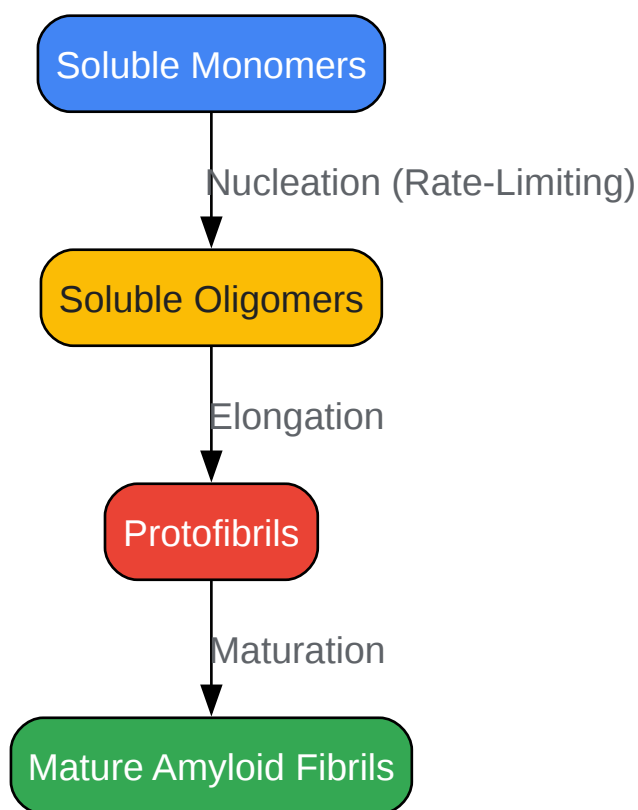 Soluble Monomers
Nucleation (Rate-Limiting)
Soluble Oligomers
Elongation
Protofibrils
Maturation
Mature Amyloid Fibrils